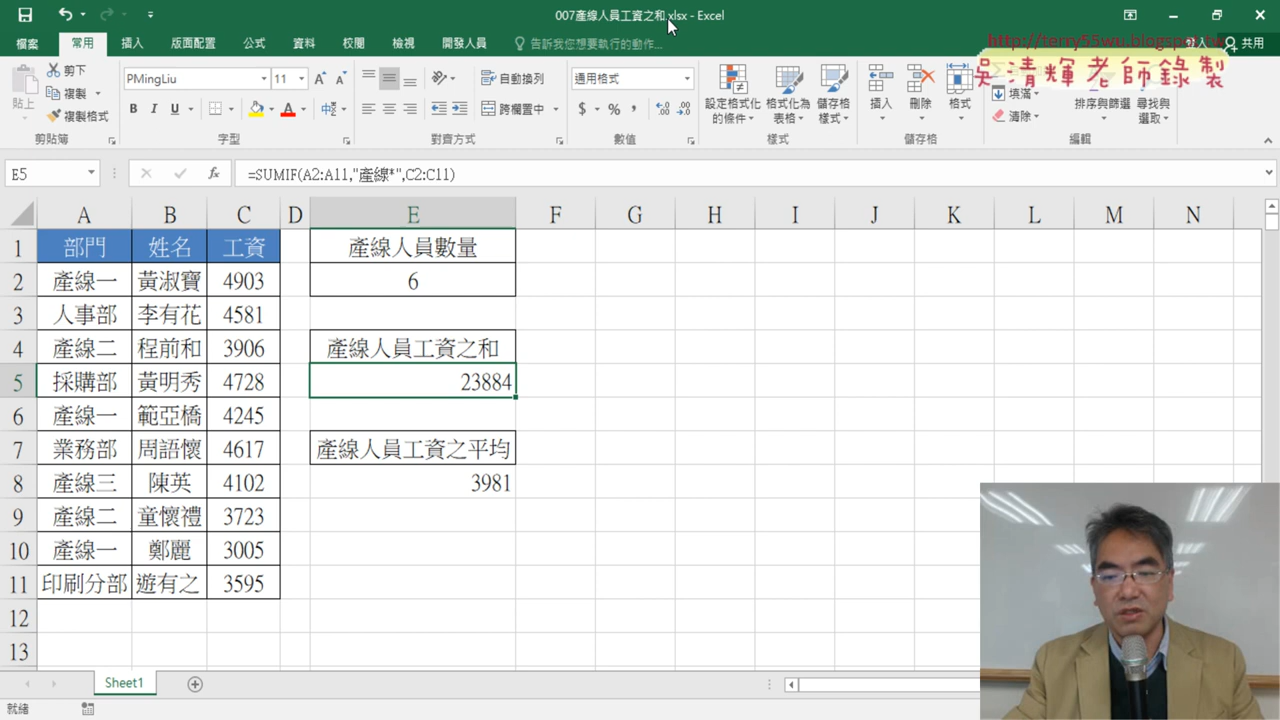 007產線人員工資之和.xlsx - Excel
檔案 常用 插入 版面配置 公式 資料 校閱 檢視 開發人員 告訴我您想要執行的動作... 登入 共用
http://terry55wu.blogspot.tw
吳清輝老師錄製
貼上 剪下 複製 複製格式 剪貼簿
PMingLiu 11 B I U 中 字型
自動換列 跨欄置中 對齊方式
通用格式 $ % , 數值
設定格式化的條件 格式化為表格 儲存格樣式 樣式
插入 刪除 格式 儲存格
填滿 清除 排序與篩選 尋找與選取 編輯
E5 fx =SUMIF(A2:A11,"產線*",C2:C11)
A B C D E F G H I J K L M N
1 部門 姓名 工資 產線人員數量
2 產線一 黃淑寶 4903 6
3 人事部 李有花 4581
4 產線二 程前和 3906 產線人員工資之和
5 採購部 黃明秀 4728 23884
6 產線一 範亞橋 4245
7 業務部 周語懷 4617 產線人員工資之平均
8 產線三 陳英 4102 3981
9 產線二 童懷禮 3723
10 產線一 鄭麗 3005
11 印刷分部 遊有之 3595
12
13
Sheet1
就緒